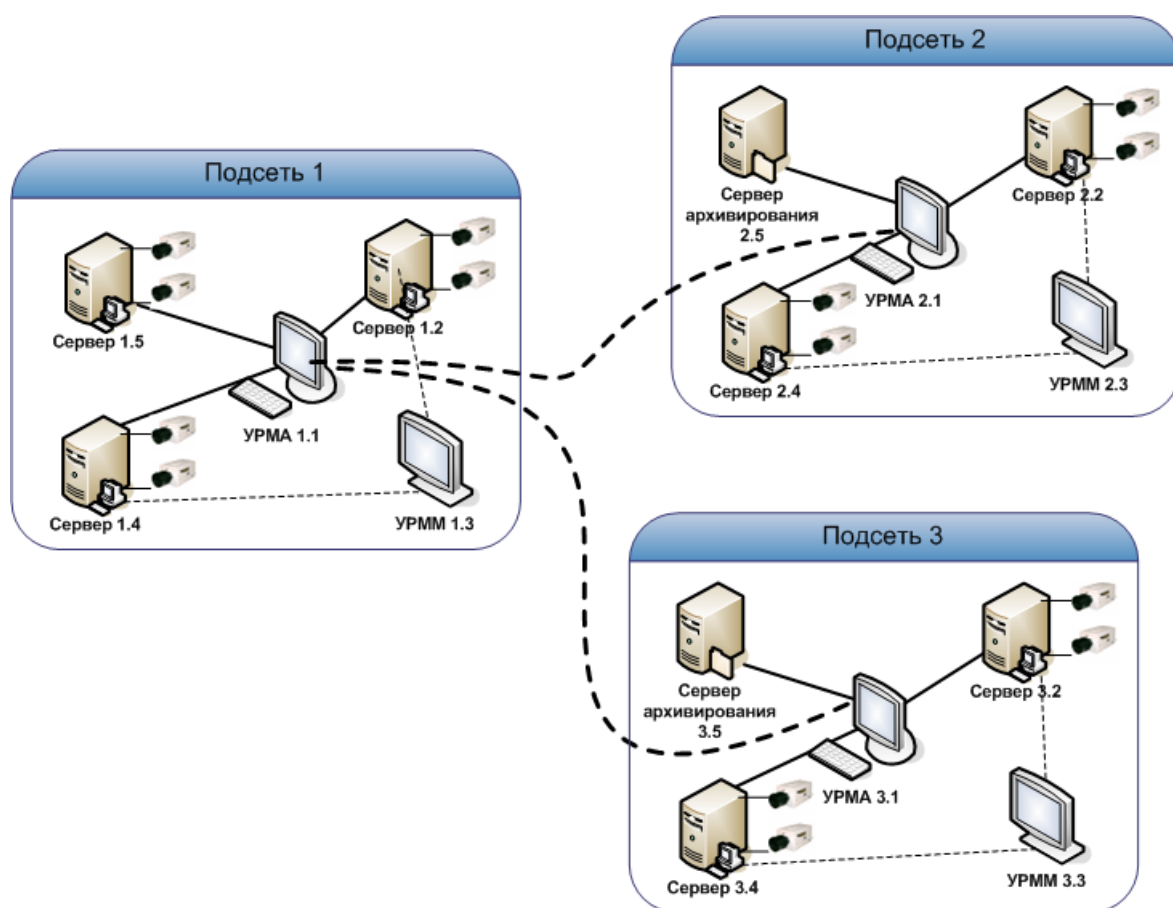 Подсеть 1
Сервер 1.5
Сервер 1.2
УРМА 1.1
Сервер 1.4
УРММ 1.3
Подсеть 2
Сервер
архивирования
2.5
Сервер 2.2
УРМА 2.1
Сервер 2.4
УРММ 2.3
Подсеть 3
Сервер
архивирования
3.5
Сервер 3.2
УРМА 3.1
Сервер 3.4
УРММ 3.3